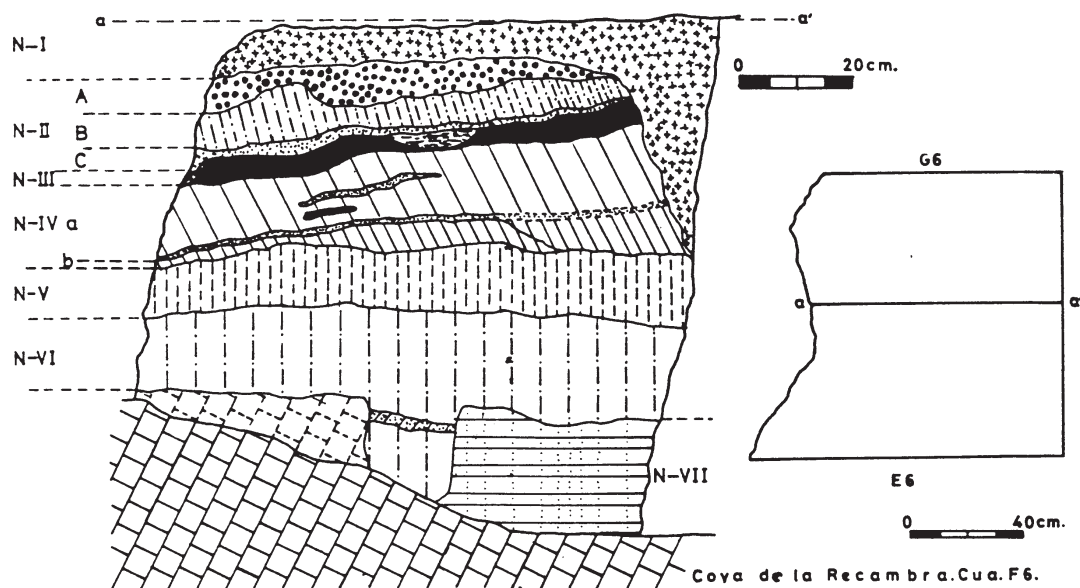 a a'
N-I
0 20cm.
A
N-II B
C
G6
N-III
N-IV a
b
a a'
N-V
N-VI
N-VII
E6
0 40cm.
Cova de la Recambra.Cua.F6.